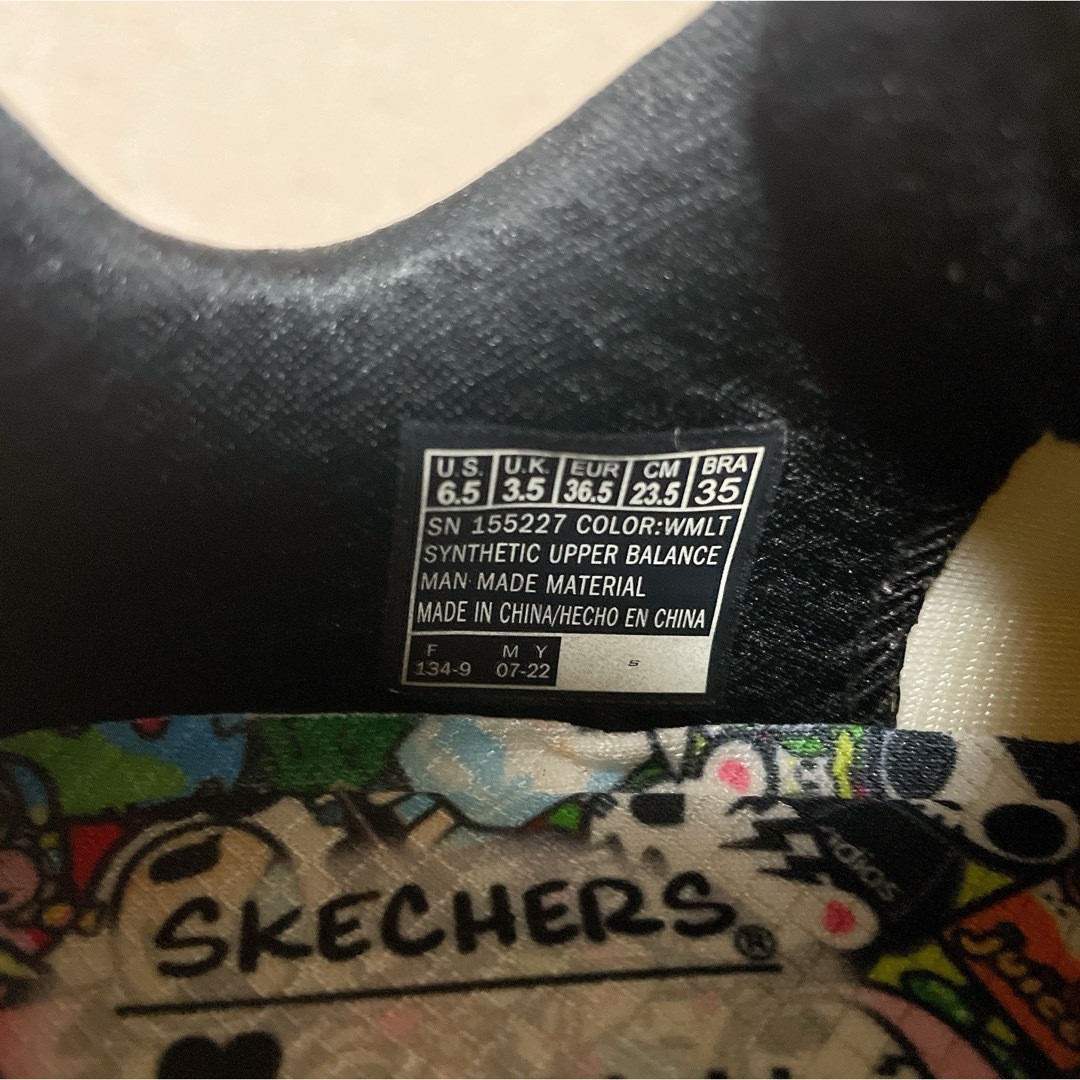 U.S. U.K. EUR CM BRA
6.5 3.5 36.5 23.5 35
SN 155227 COLOR:WMLT
SYNTHETIC UPPER BALANCE
MAN MADE MATERIAL
MADE IN CHINA/HECHO EN CHINA
F M Y
134-9 07-22
s
SKECHERS®